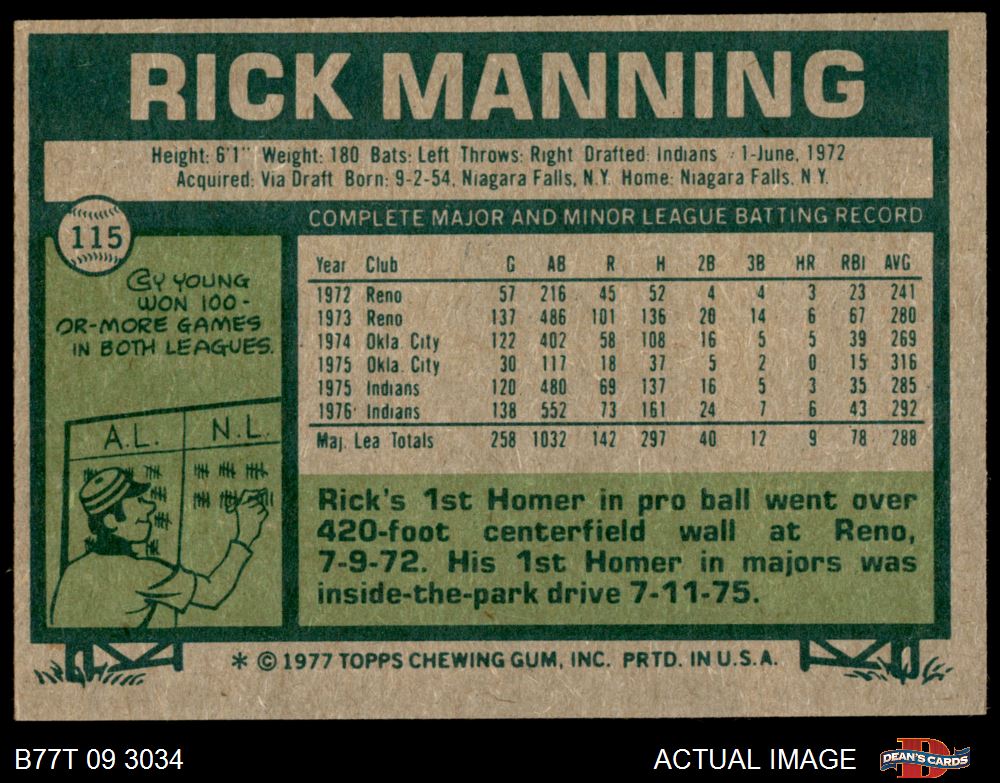 RICK MANNING
Height: 6'1" Weight: 180 Bats: Left Throws: Right Drafted: Indians 1-June, 1972
Acquired: Via Draft Born: 9-2-54, Niagara Falls, N.Y. Home: Niagara Falls. N.Y.
115
CY YOUNG
WON 100-
OR-MORE GAMES
IN BOTH LEAGUES.
A.L. N.L.
COMPLETE MAJOR AND MINOR LEAGUE BATTING RECORD
Year Club G AB R H 2B 3B HR RBI AVG
1972 Reno 57 216 45 52 4 4 3 23 241
1973 Reno 137 486 101 136 20 14 6 67 280
1974 Okla. City 122 402 58 108 16 5 5 39 269
1975 Okla. City 30 117 18 37 5 2 0 15 316
1975 Indians 120 480 69 137 16 5 3 35 285
1976 Indians 138 552 73 161 24 7 6 43 292
Maj. Lea Totals 258 1032 142 297 40 12 9 78 288
Rick's 1st Homer in pro ball went over
420-foot centerfield wall at Reno,
7-9-72. His 1st Homer in majors was
inside-the-park drive 7-11-75.
* © 1977 TOPPS CHEWING GUM, INC. PRTD. IN U.S.A.
B77T 09 3034 ACTUAL IMAGE DEAN'S CARDS